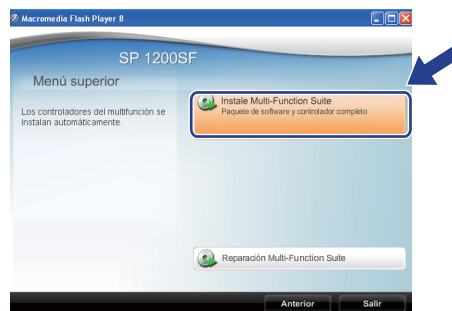 Macromedia Flash Player 8
SP 1200SF
Menú superior
Los controladores del multifunción se
instalan automáticamente.
Instale Multi-Function Suite
Paquete de software y controlador completo
Reparación Multi-Function Suite
Anterior
Salir